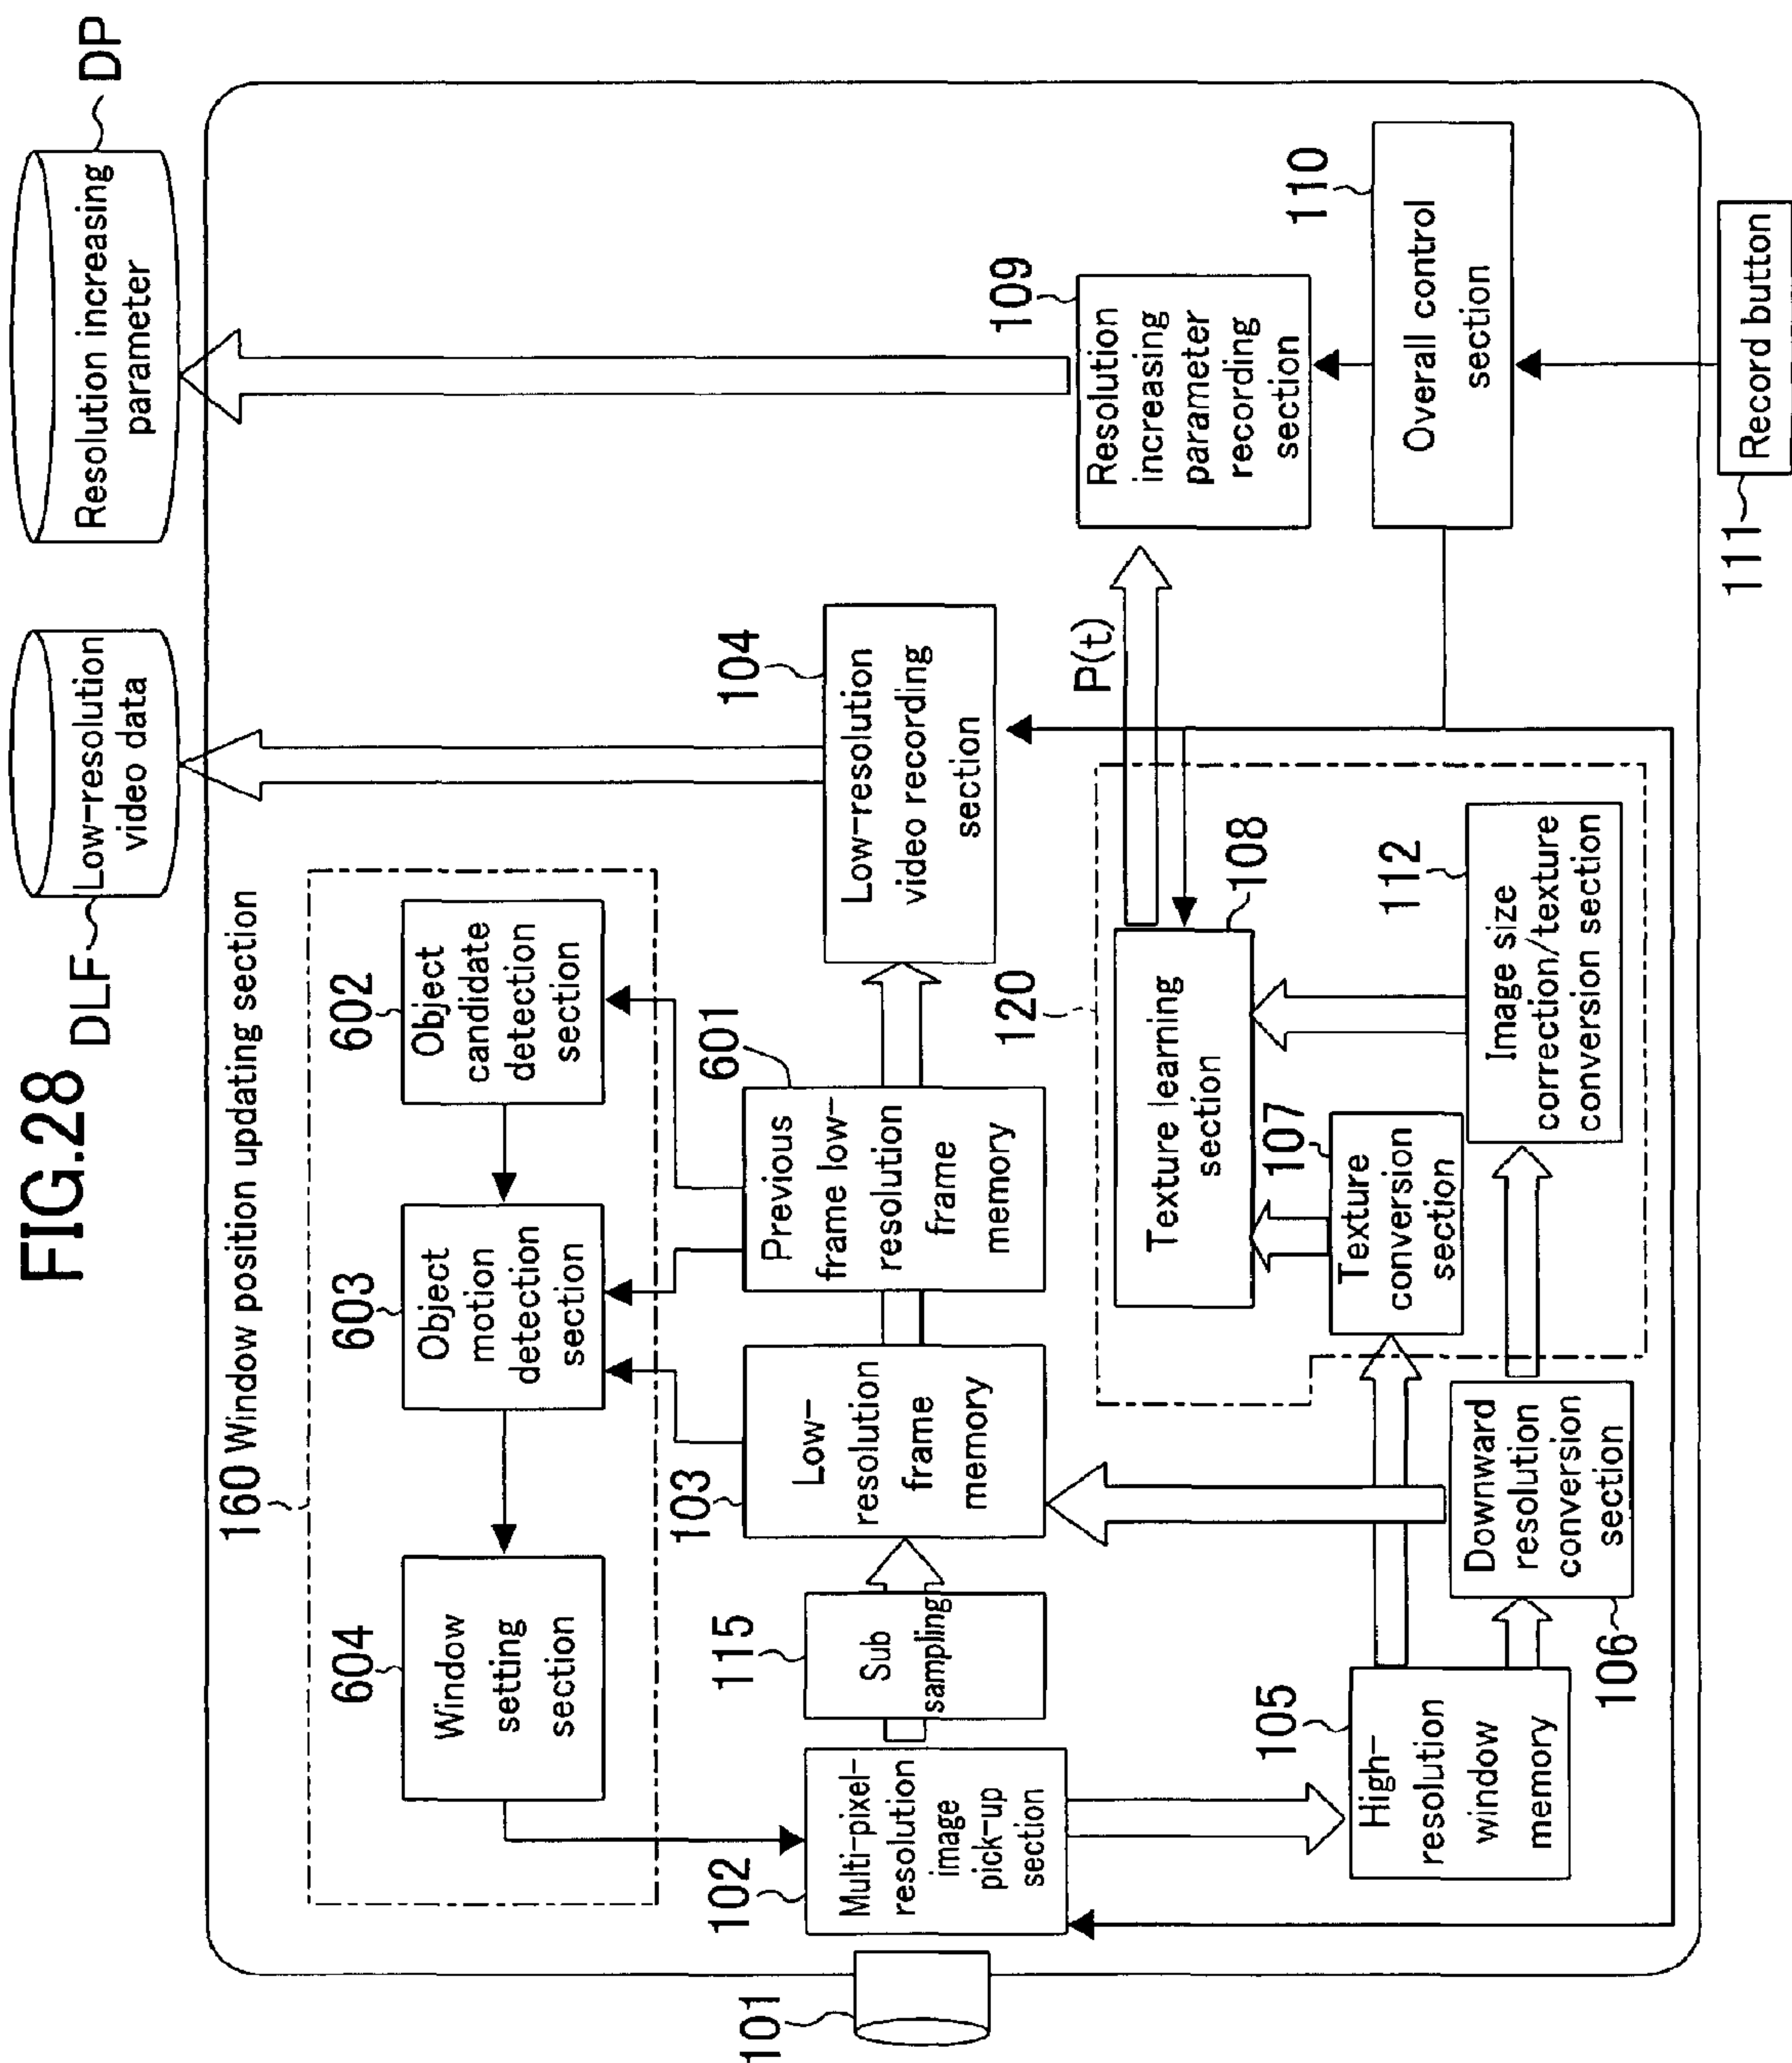 FIG.28
DLF
Low-resolution
video data
Resolution increasing
parameter
DP
160 Window position updating section
604
Window
setting
section
603
Object
motion
detection
section
602
Object
candidate
detection
section
101
102
Multi-pixel-
resolution
image
pick-up
section
115
Sub
sampling
103
Low-
resolution
frame
memory
601
Previous
frame low-
resolution
frame
memory
104
Low-resolution
video recording
section
105
High-
resolution
window
memory
106
Downward
resolution
conversion
section
120
Texture learning
section
108
107
Texture
conversion
section
112
Image size
correction/texture
conversion section
P(t)
109
Resolution
increasing
parameter
recording
section
110
Overall control
section
111
Record button